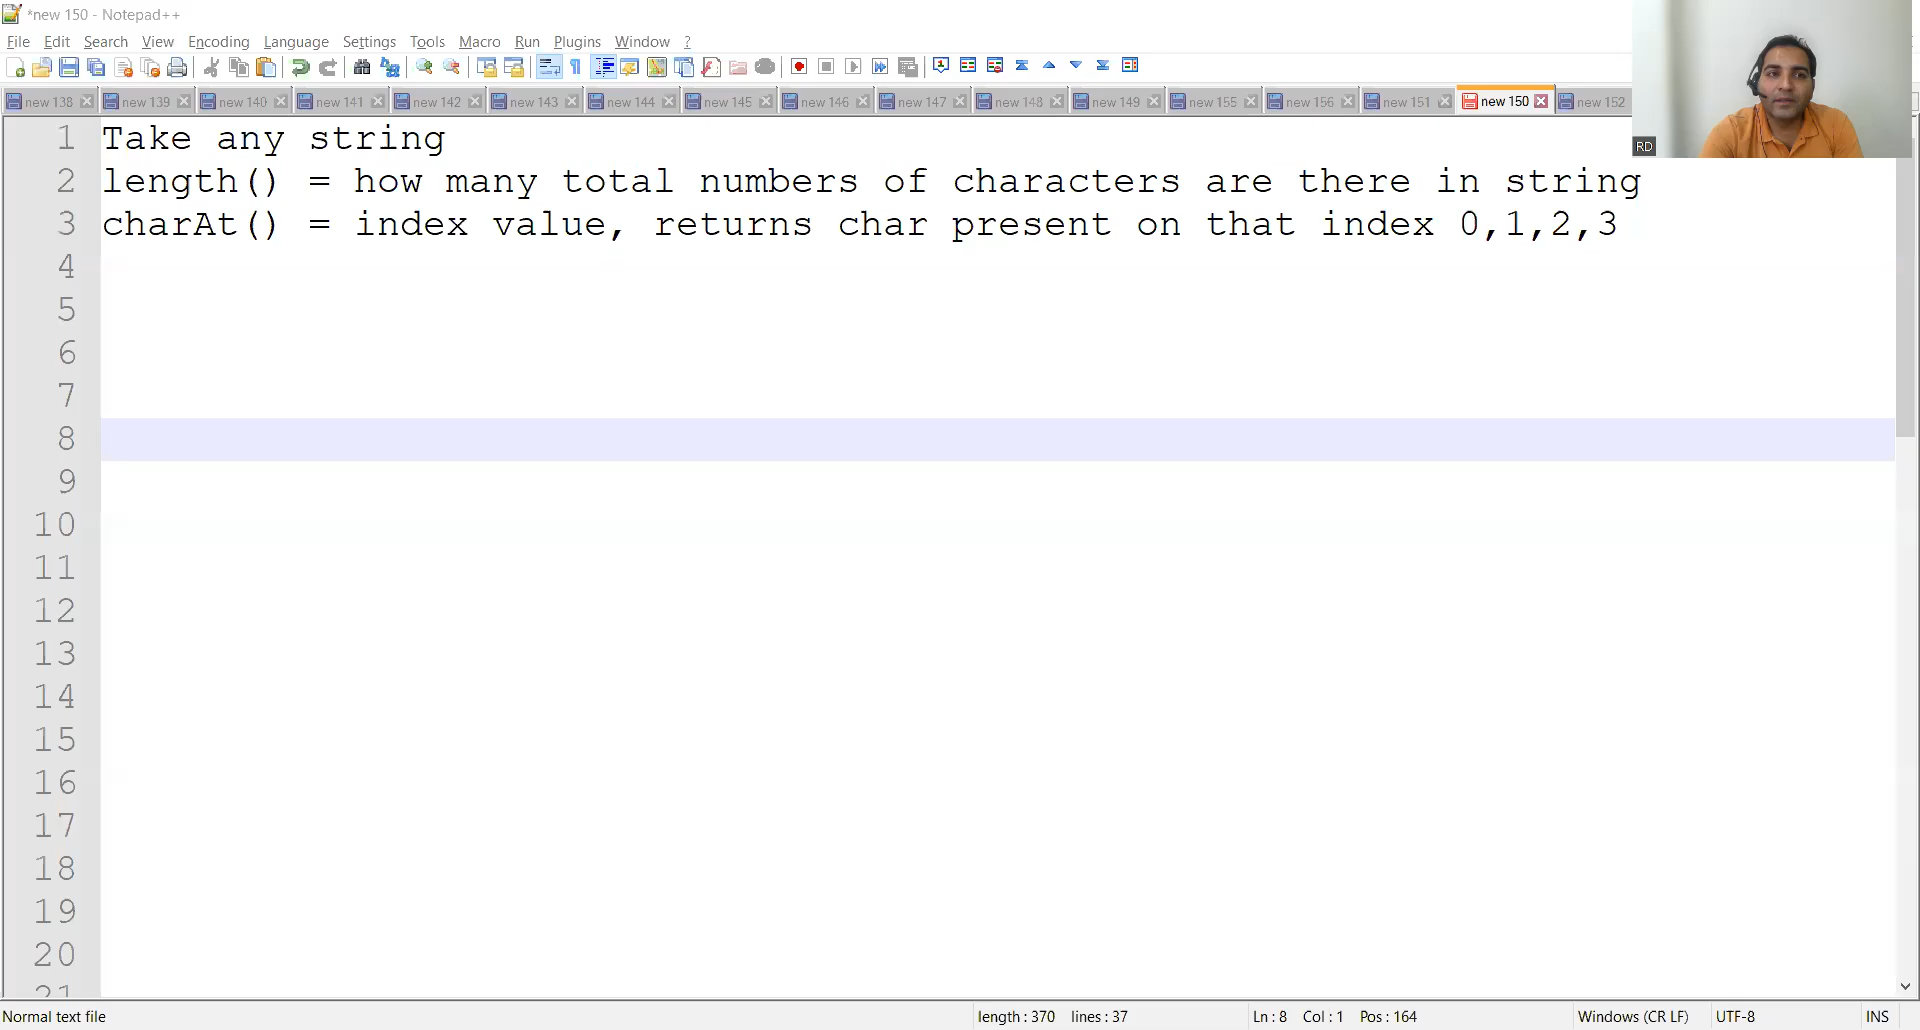 *new 150 - Notepad++
File Edit Search View Encoding Language Settings Tools Macro Run Plugins Window ?
new 138 new 139 new 140 new 141 new 142 new 143 new 144 new 145 new 146 new 147 new 148 new 149 new 155 new 156 new 151 new 150 new 152
RD
1 Take any string
2 length() = how many total numbers of characters are there in string
3 charAt() = index value, returns char present on that index 0,1,2,3
4
5
6
7
8
9
10
11
12
13
14
15
16
17
18
19
20
21
Normal text file length : 370 lines : 37 Ln : 8 Col : 1 Pos : 164 Windows (CR LF) UTF-8 INS